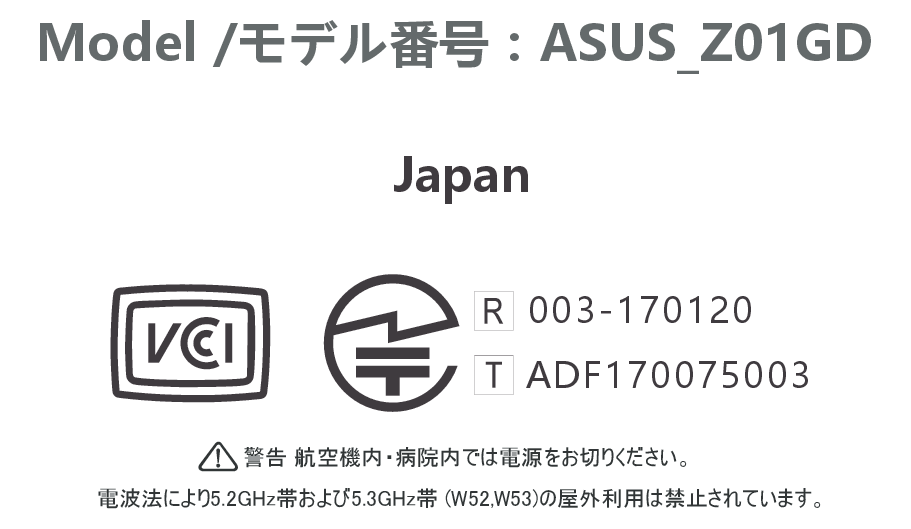 Model /モデル番号 : ASUS_Z01GD
Japan
VCCI
R 003-170120
T ADF170075003
警告 航空機内・病院内では電源をお切りください。
電波法により5.2GHz帯および5.3GHz帯 (W52,W53)の屋外利用は禁止されています。